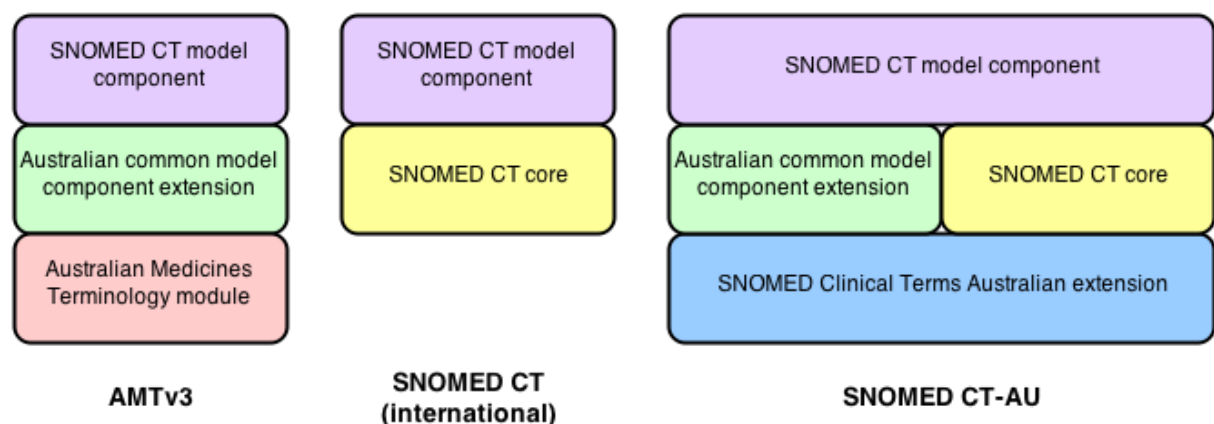 SNOMED CT model
component
Australian common model
component extension
Australian Medicines
Terminology module
AMTv3
SNOMED CT model
component
SNOMED CT core
SNOMED CT
(international)
SNOMED CT model component
Australian common model
component extension
SNOMED CT core
SNOMED Clinical Terms Australian extension
SNOMED CT-AU